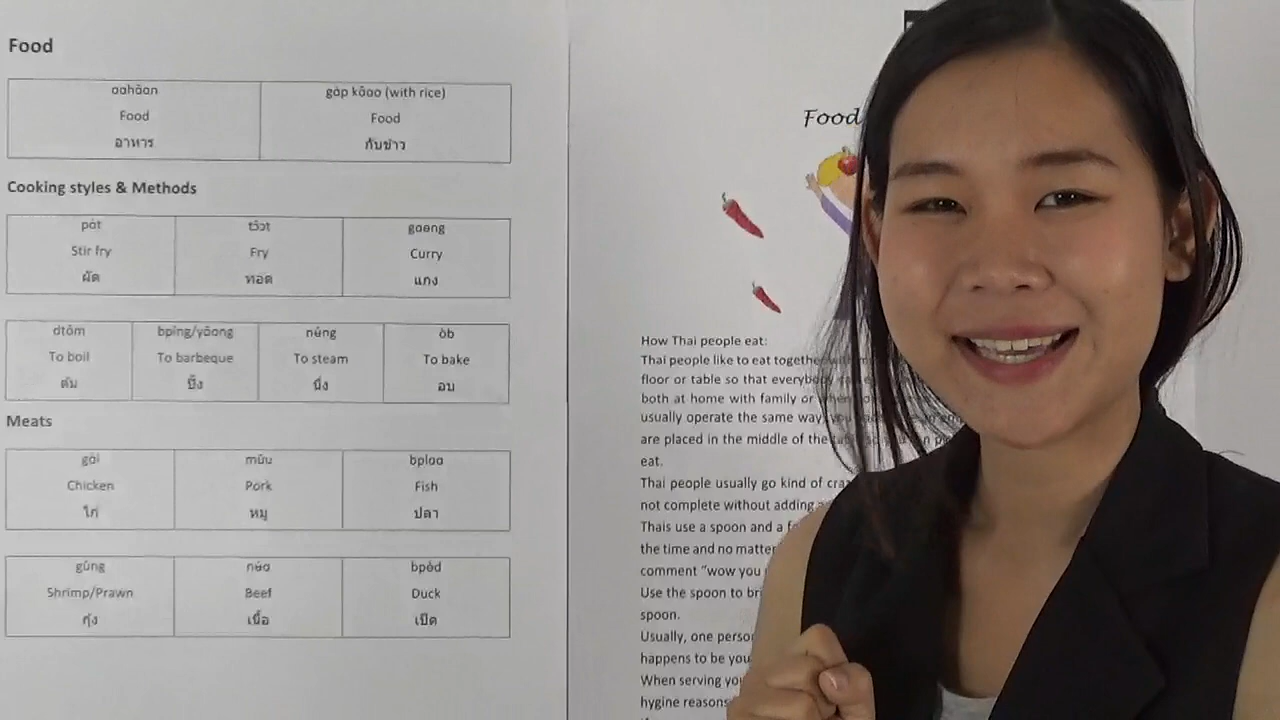 Food
aahăan gàp kâao (with rice)
Food Food
อาหาร กับข้าว
Cooking styles & Methods
pàt tɔ̂ɔt gaeng
Stir fry Fry Curry
ผัด ทอด แกง
dtôm bpîng/yâang nʉ̂ng òb
To boil To barbeque To steam To bake
ต้ม ปิ้ง นึ่ง อบ
Meats
gài mǔu bplaa
Chicken Pork Fish
ไก่ หมู ปลา
gûng nʉ́a bpèd
Shrimp/Prawn Beef Duck
กุ้ง เนื้อ เป็ด
Food
How Thai people eat:
Thai people like to eat together
floor or table so that everybody
both at home with family or when
usually operate the same way, you
are placed in the middle of the
eat.
Thai people usually go kind of
not complete without adding
Thais use a spoon and a
the time and no matter
comment "wow you
Use the spoon to
spoon.
Usually, one
happens to be you
When serving
hygine reasons